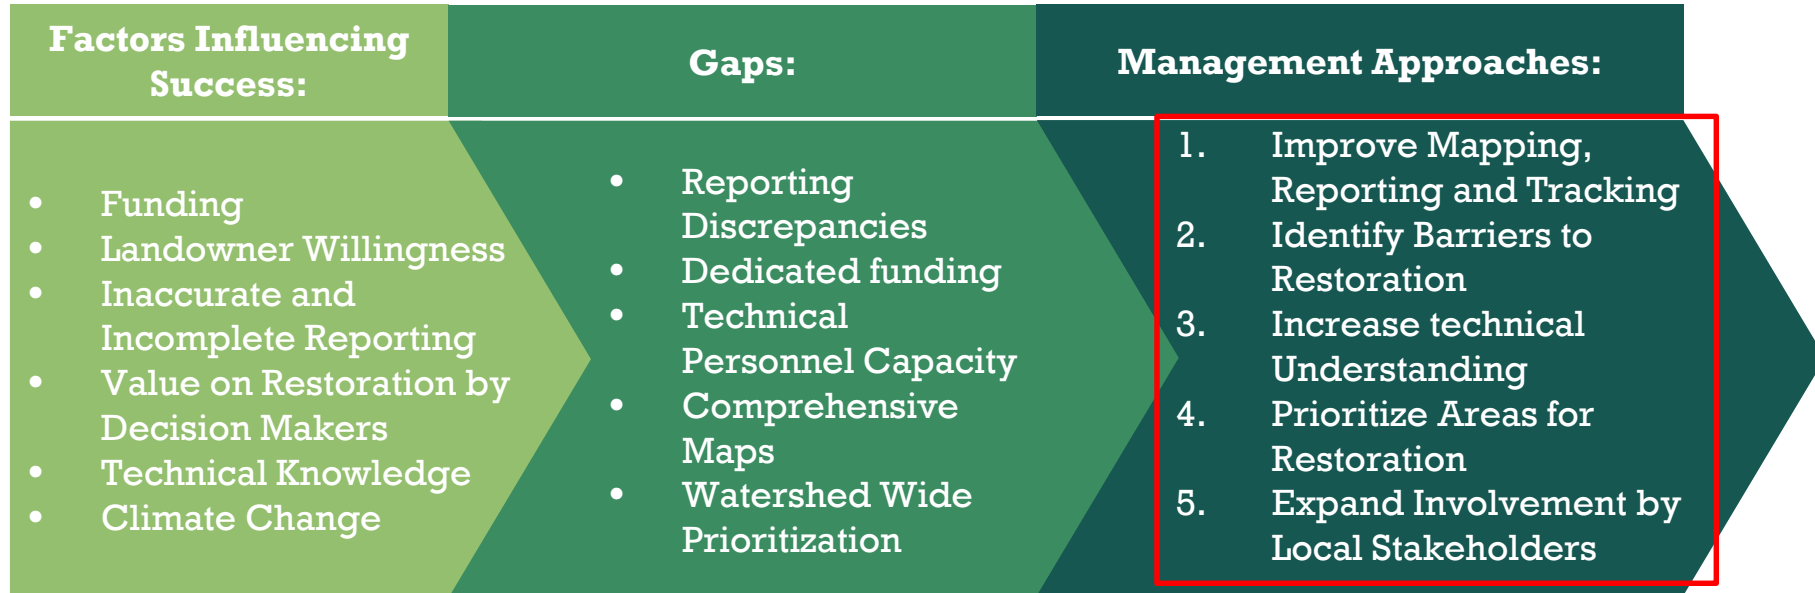 Factors Influencing
Success:
• Funding
• Landowner Willingness
• Inaccurate and
Incomplete Reporting
• Value on Restoration by
Decision Makers
• Technical Knowledge
• Climate Change
Gaps:
• Reporting
Discrepancies
• Dedicated funding
• Technical
Personnel Capacity
• Comprehensive
Maps
• Watershed Wide
Prioritization
Management Approaches:
1. Improve Mapping,
Reporting and Tracking
2. Identify Barriers to
Restoration
3. Increase technical
Understanding
4. Prioritize Areas for
Restoration
5. Expand Involvement by
Local Stakeholders